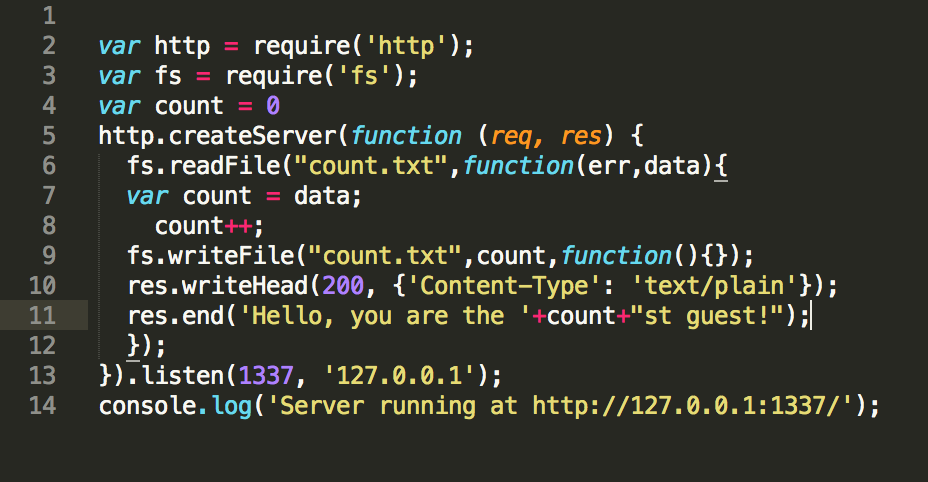 1
2 var http = require('http');
3 var fs = require('fs');
4 var count = 0
5 http.createServer(function (req, res) {
6 fs.readFile("count.txt",function(err,data){
7 var count = data;
8 count++;
9 fs.writeFile("count.txt",count,function(){});
10 res.writeHead(200, {'Content-Type': 'text/plain'});
11 res.end('Hello, you are the '+count+"st guest!");
12 });
13 }).listen(1337, '127.0.0.1');
14 console.log('Server running at http://127.0.0.1:1337/');